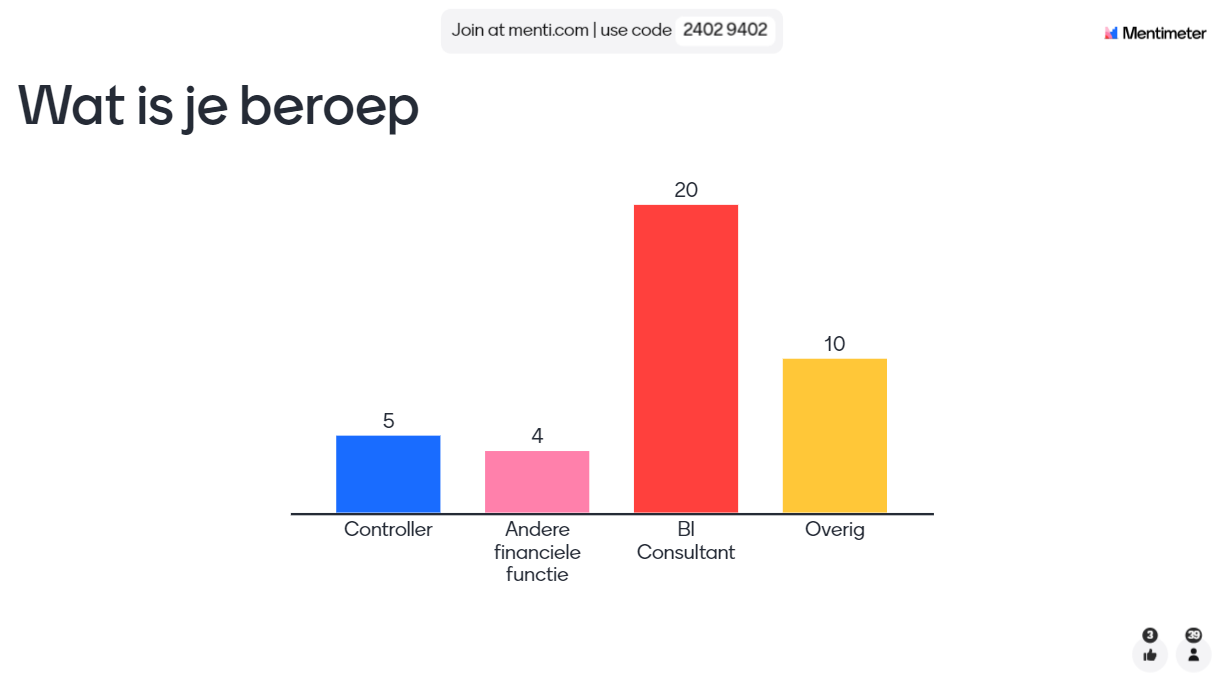 Join at menti.com | use code 2402 9402
Mentimeter
Wat is je beroep
20
10
5
4
Controller
Andere
financiele
functie
BI
Consultant
Overig
3
39